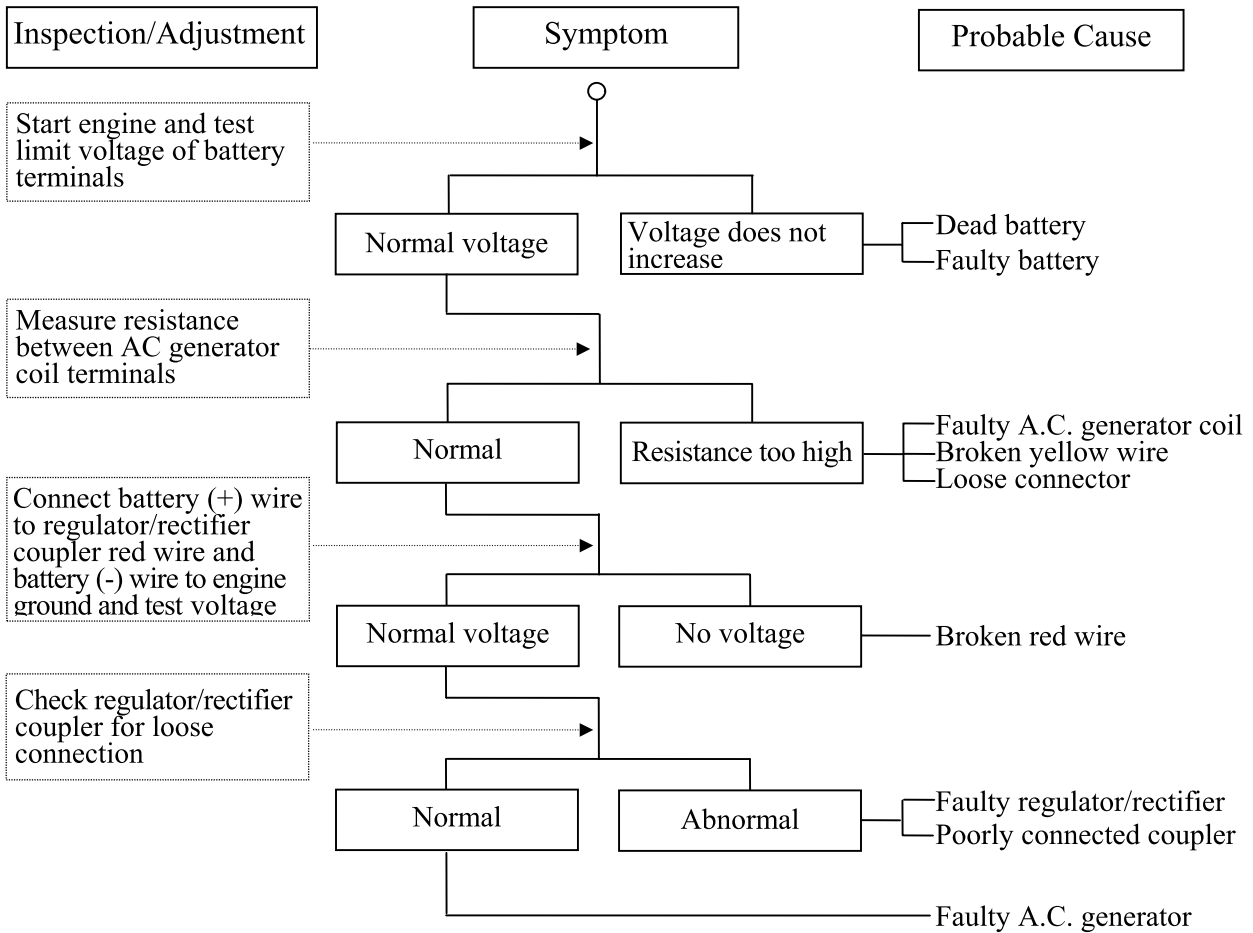 Inspection/Adjustment
Symptom
Probable Cause
Start engine and test
limit voltage of battery
terminals
Normal voltage
Voltage does not
increase
Dead battery
Faulty battery
Measure resistance
between AC generator
coil terminals
Normal
Resistance too high
Faulty A.C. generator coil
Broken yellow wire
Loose connector
Connect battery (+) wire
to regulator/rectifier
coupler red wire and
battery (-) wire to engine
ground and test voltage
Normal voltage
No voltage
Broken red wire
Check regulator/rectifier
coupler for loose
connection
Normal
Abnormal
Faulty regulator/rectifier
Poorly connected coupler
Faulty A.C. generator